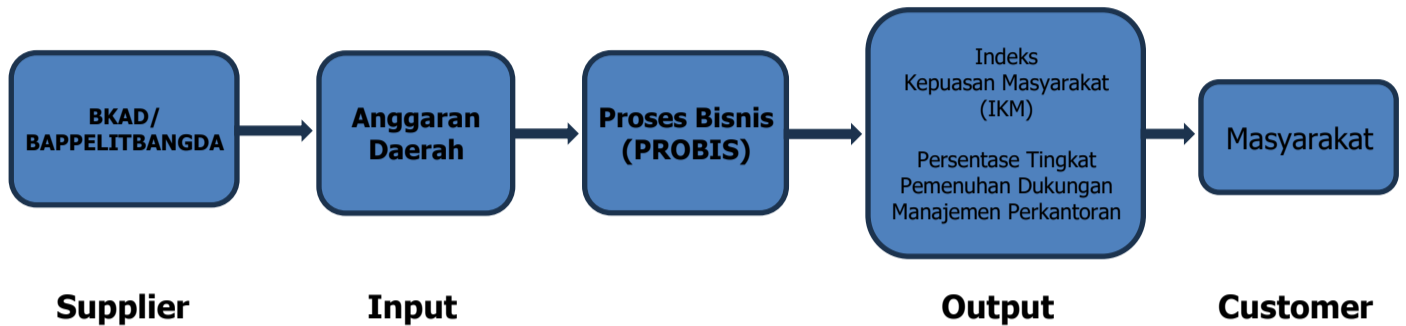 BKAD/
BAPPELITBANGDA
Anggaran
Daerah
Proses Bisnis
(PROBIS)
Indeks
Kepuasan Masyarakat
(IKM)
Persentase Tingkat
Pemenuhan Dukungan
Manajemen Perkantoran
Masyarakat
Supplier
Input
Output
Customer